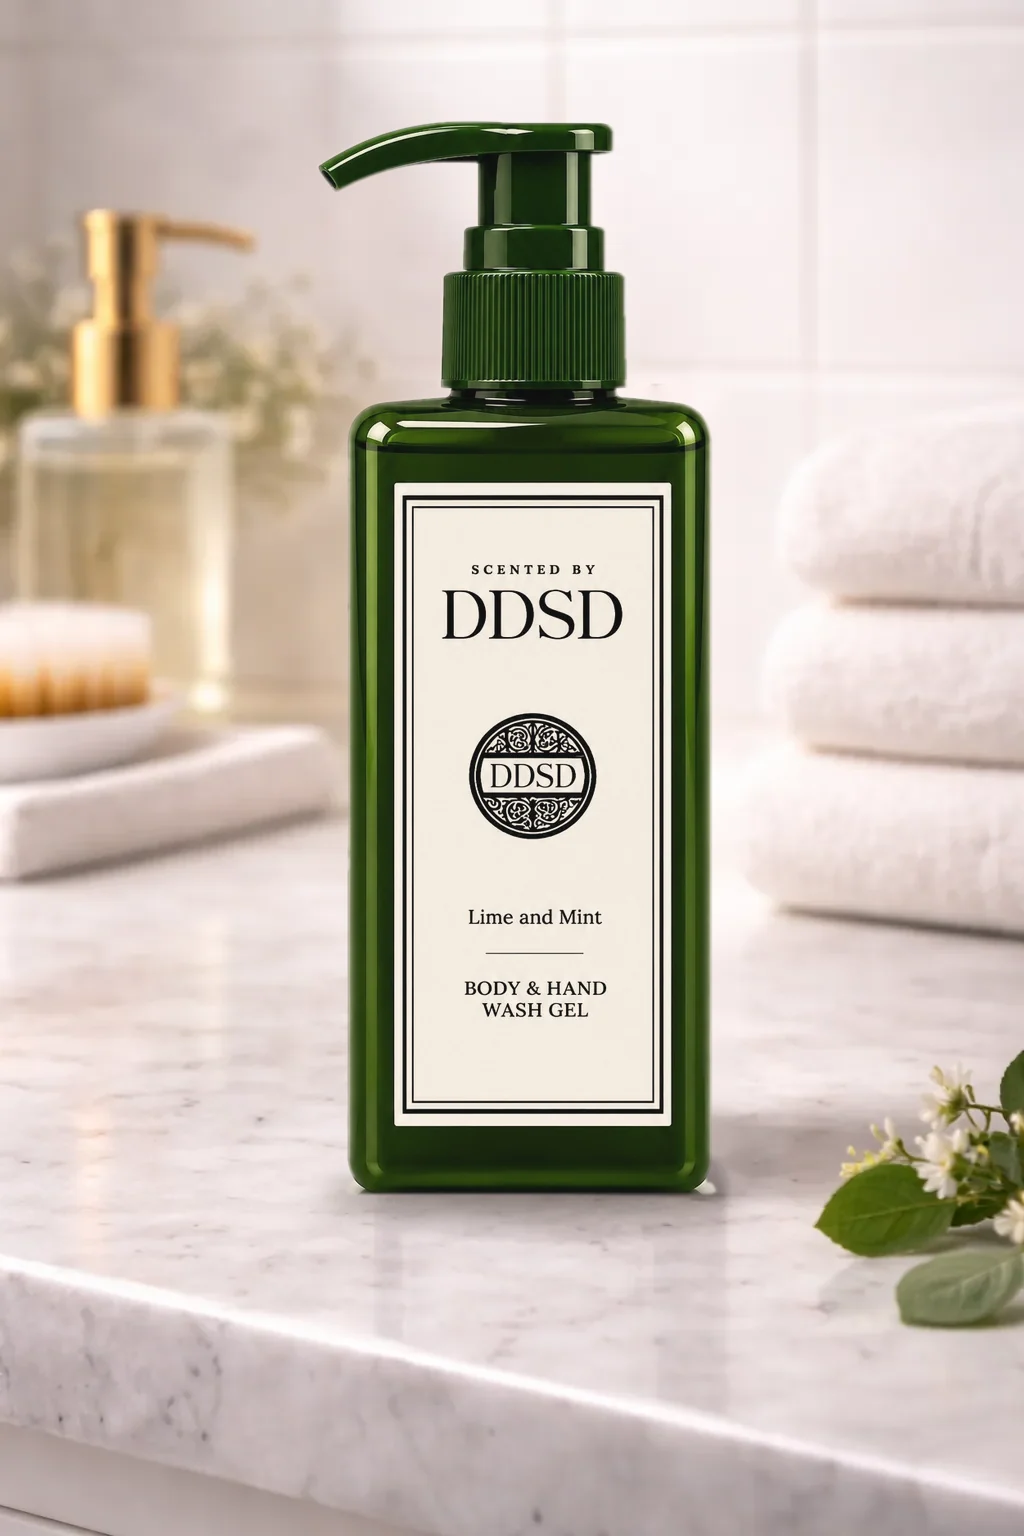 SCENTED BY
DDSD
DDSD
Lime and Mint
BODY & HAND
WASH GEL